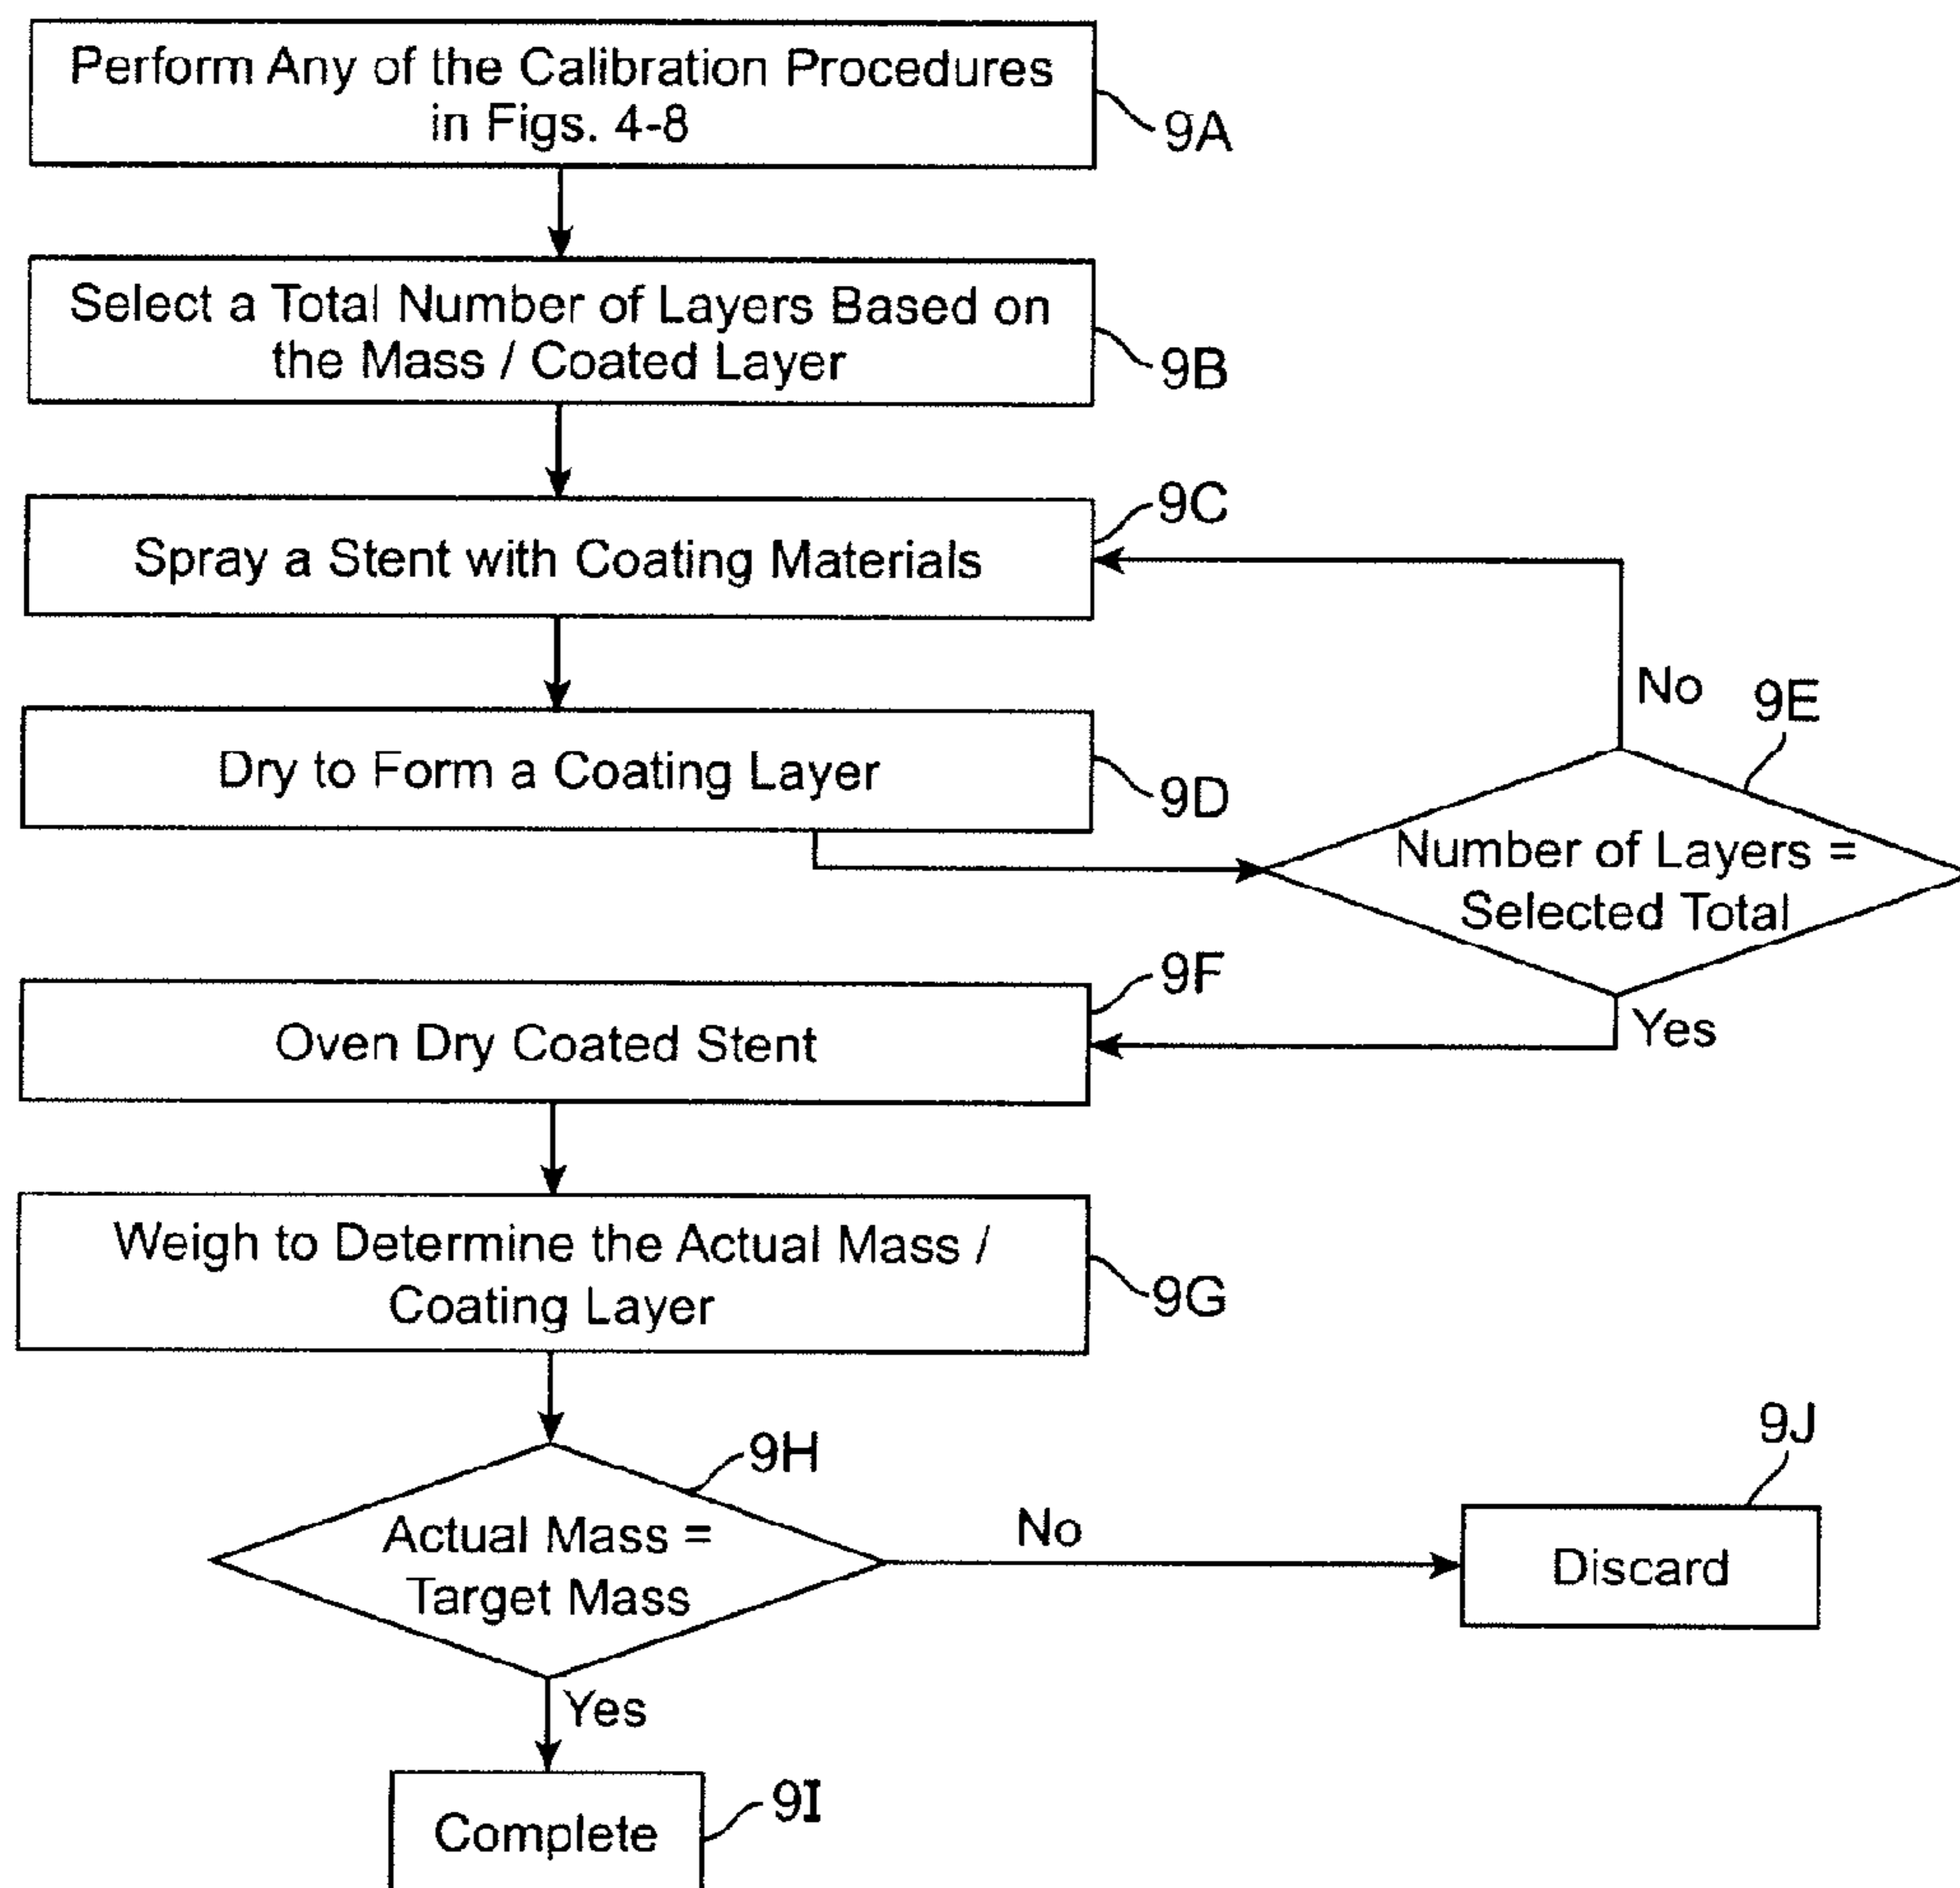 Perform Any of the Calibration Procedures
in Figs. 4-8
9A
Select a Total Number of Layers Based on
the Mass / Coated Layer
9B
9C
Spray a Stent with Coating Materials
No
9E
Dry to Form a Coating Layer
9D
Number of Layers =
Selected Total
9F
Yes
Oven Dry Coated Stent
Weigh to Determine the Actual Mass /
Coating Layer
9G
9H
9J
Actual Mass =
Target Mass
No
Discard
Yes
9I
Complete